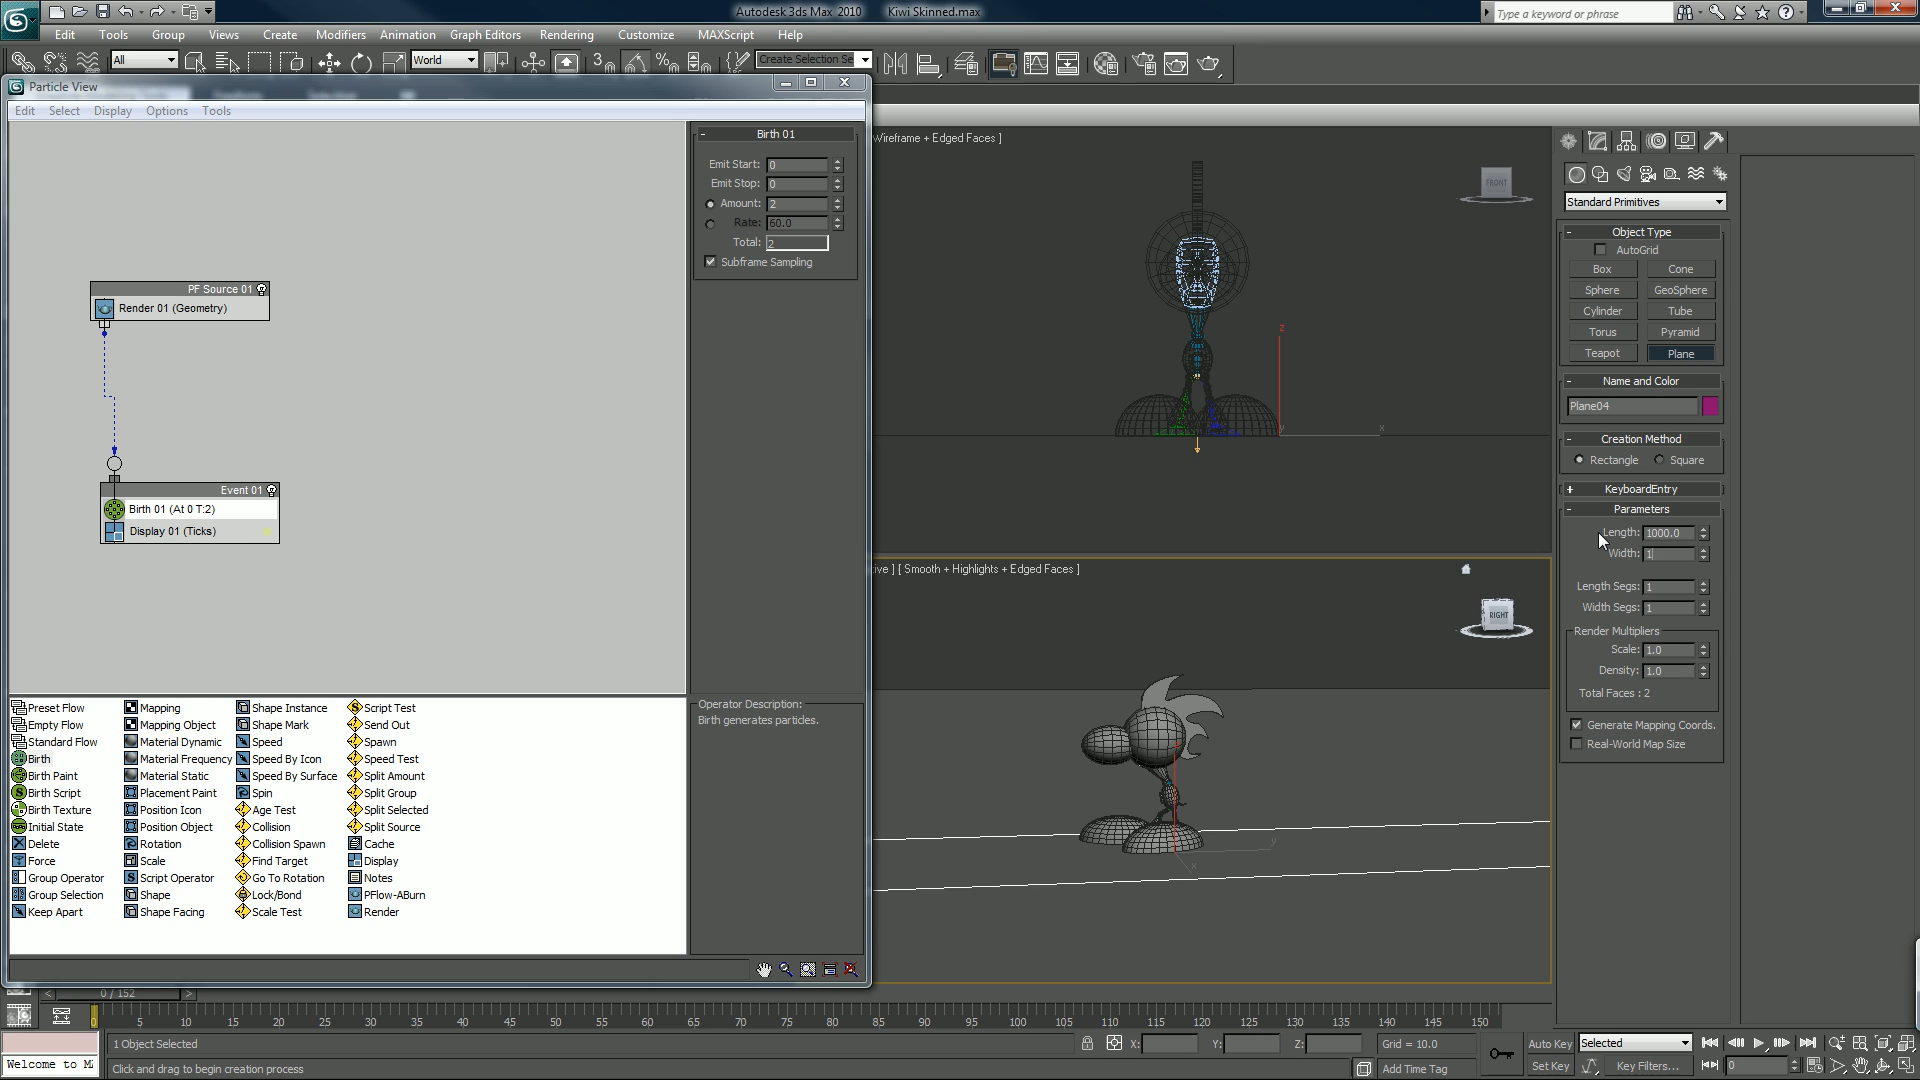 Autodesk 3ds Max 2010 Kiwi Skinned.max
Type a keyword or phrase
Edit Tools Group Views Create Modifiers Animation Graph Editors Rendering Customize MAXScript Help
All World Create Selection Se
Particle View
Edit Select Display Options Tools
Birth 01
Emit Start: 0
Emit Stop: 0
Amount: 2
Rate: 60.0
Total: 2
Subframe Sampling
PF Source 01
Render 01 (Geometry)
Event 01
Birth 01 (At 0 T:2)
Display 01 (Ticks)
Wireframe + Edged Faces ]
FRONT
z
x
y
tive ] [ Smooth + Highlights + Edged Faces ]
RIGHT
y
x
Standard Primitives
Object Type
AutoGrid
Box Cone
Sphere GeoSphere
Cylinder Tube
Torus Pyramid
Teapot Plane
Name and Color
Plane04
Creation Method
Rectangle Square
KeyboardEntry
Parameters
Length: 1000.0
Width: 1
Length Segs: 1
Width Segs: 1
Render Multipliers
Scale: 1.0
Density: 1.0
Total Faces : 2
Generate Mapping Coords.
Real-World Map Size
Preset Flow Mapping Shape Instance Script Test
Empty Flow Mapping Object Shape Mark Send Out
Standard Flow Material Dynamic Speed Spawn
Birth Material Frequency Speed By Icon Speed Test
Birth Paint Material Static Speed By Surface Split Amount
Birth Script Placement Paint Spin Split Group
Birth Texture Position Icon Age Test Split Selected
Initial State Position Object Collision Split Source
Delete Rotation Collision Spawn Cache
Force Scale Find Target Display
Group Operator Script Operator Go To Rotation Notes
Group Selection Shape Lock/Bond PFlow-ABurn
Keep Apart Shape Facing Scale Test Render
Operator Description:
Birth generates particles.
< 0 / 152 >
0 5 10 15 20 25 30 35 40 45 50 55 60 65 70 75 80 85 90 95 100 105 110 115 120 125 130 135 140 145 150
1 Object Selected X: Y: Z: Grid = 10.0 Auto Key Selected
Welcome to M Click and drag to begin creation process Add Time Tag Set Key Key Filters... 0